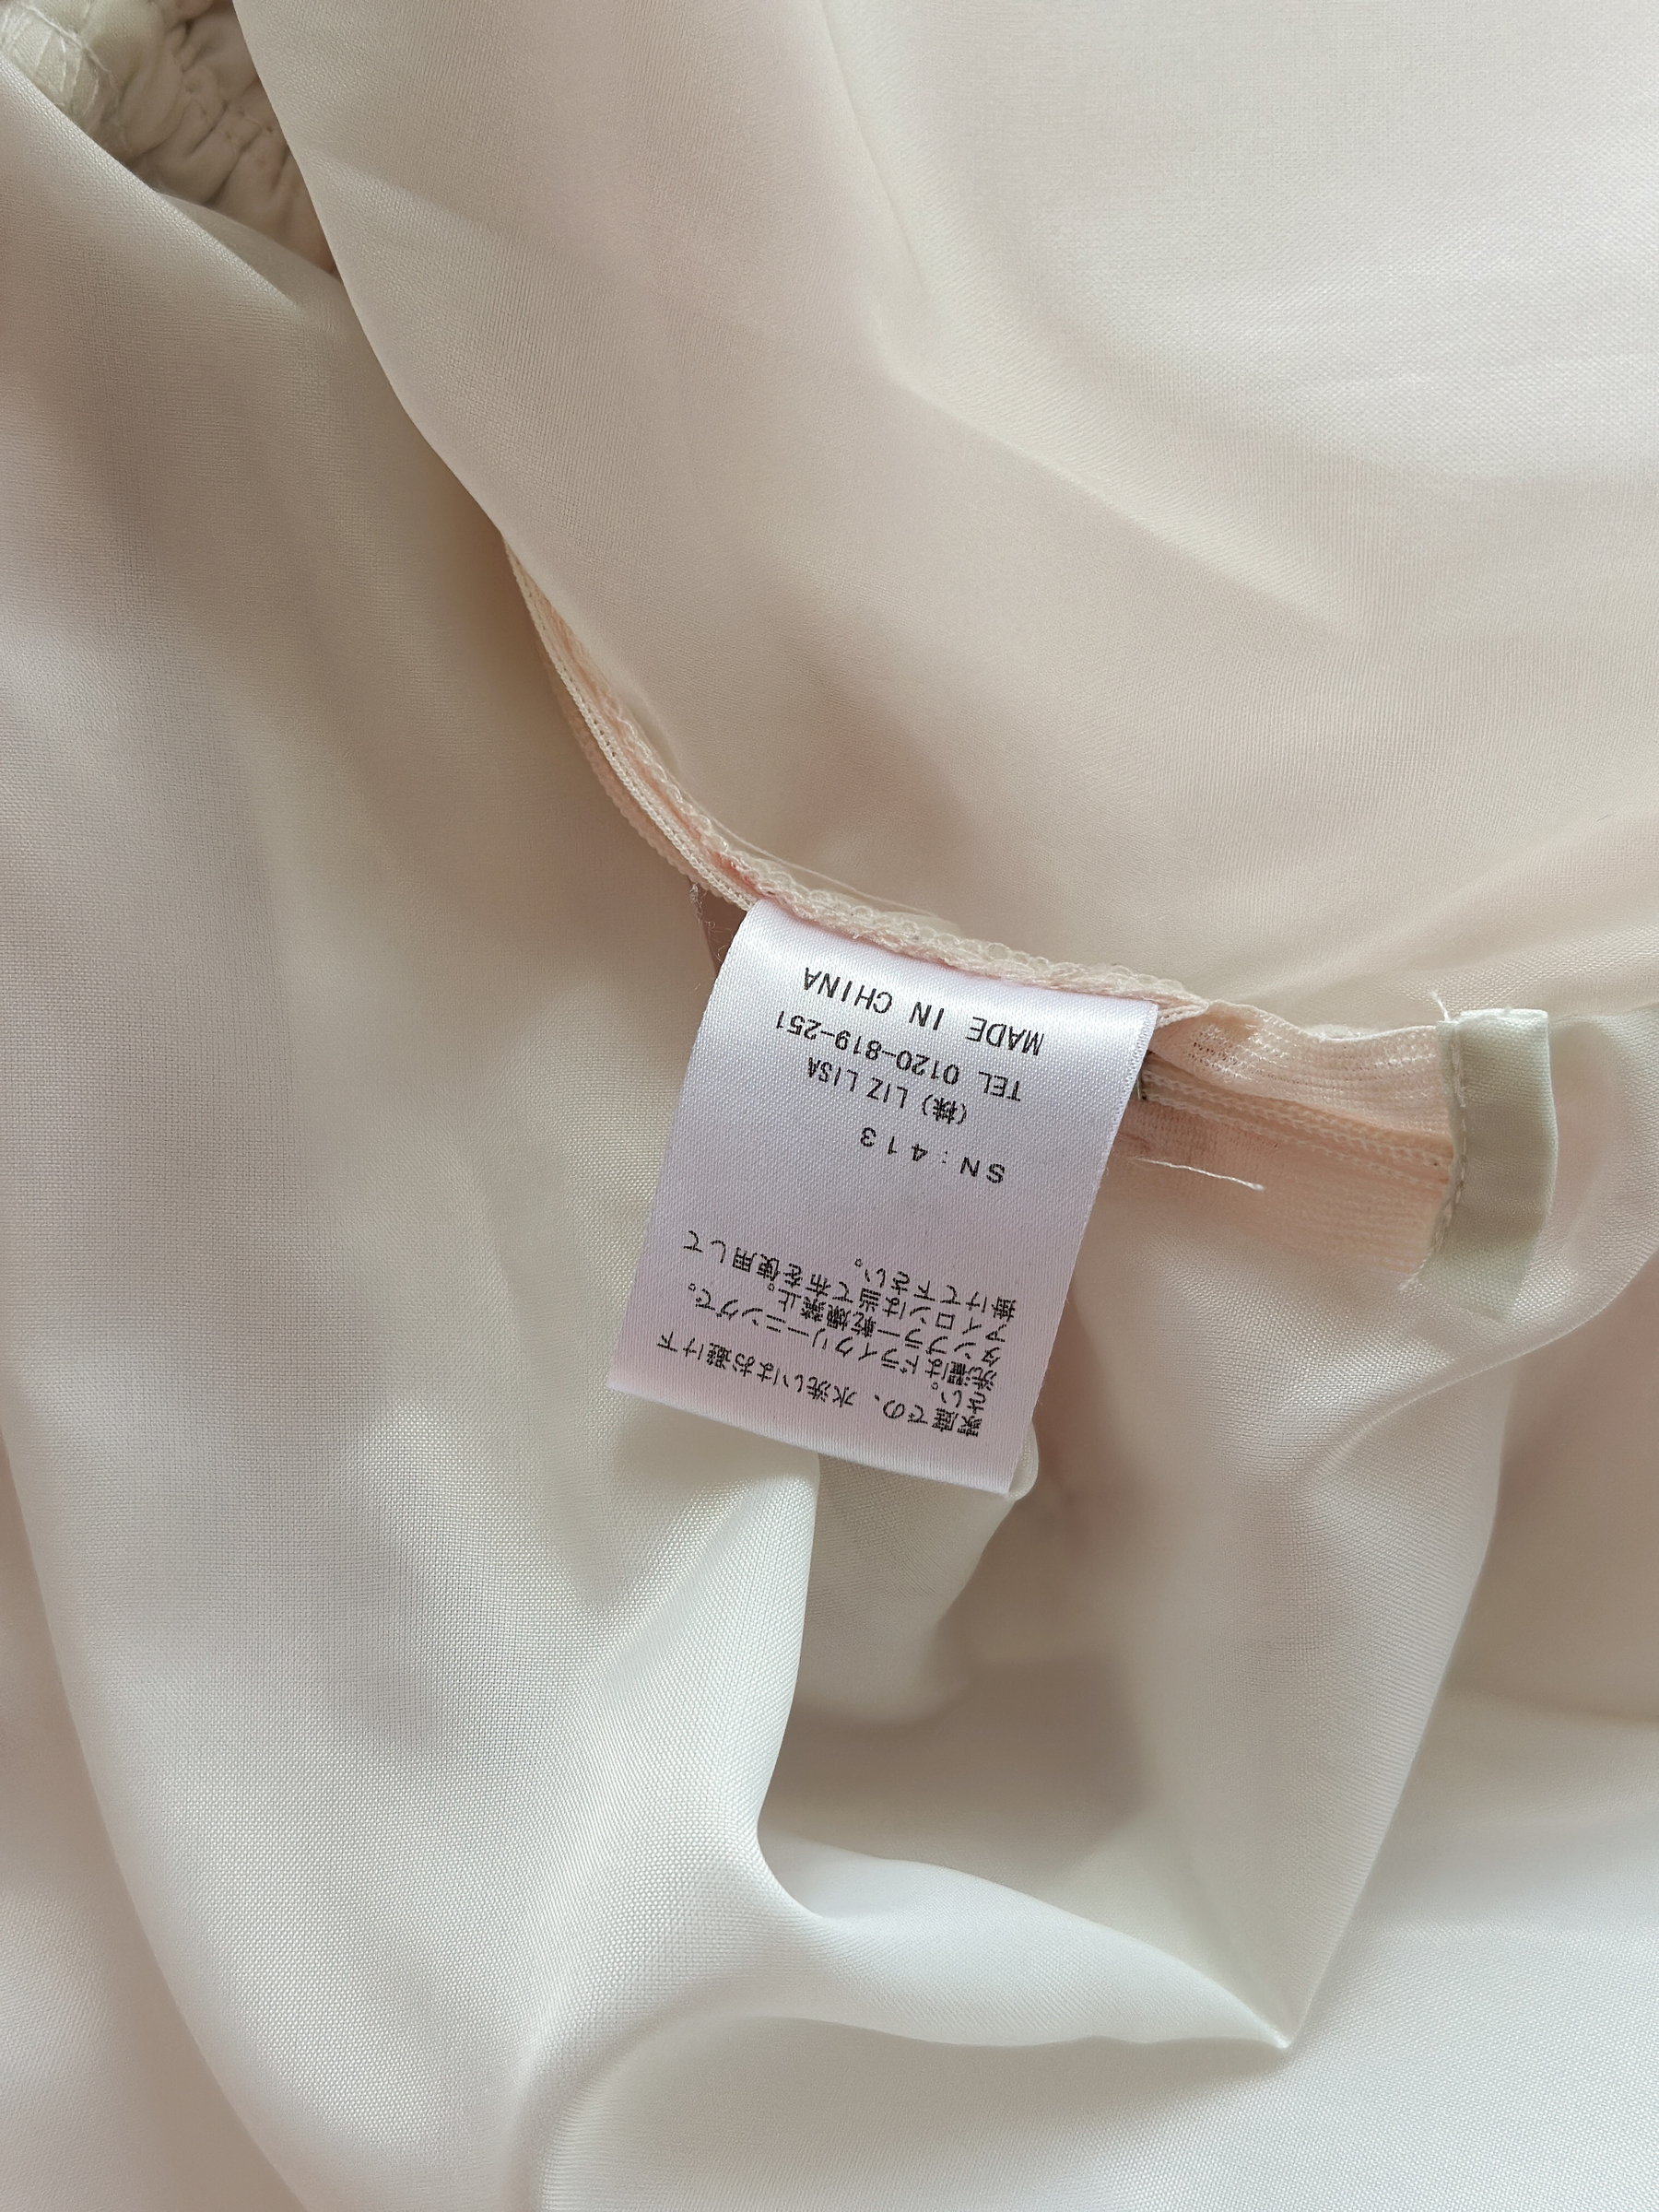 家庭での、水洗いはお避け下
さい。
洗濯はドライクリーニングで。
タンブラー乾燥禁止。
アイロンは当て布を使用して
掛けて下さい。
SN:413
(株) LIZ LISA
TEL 0120-819-251
MADE IN CHINA